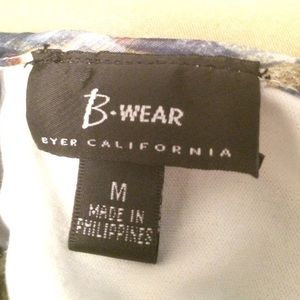 B·WEAR
BYER CALIFORNIA
M
MADE IN
PHILIPPINES